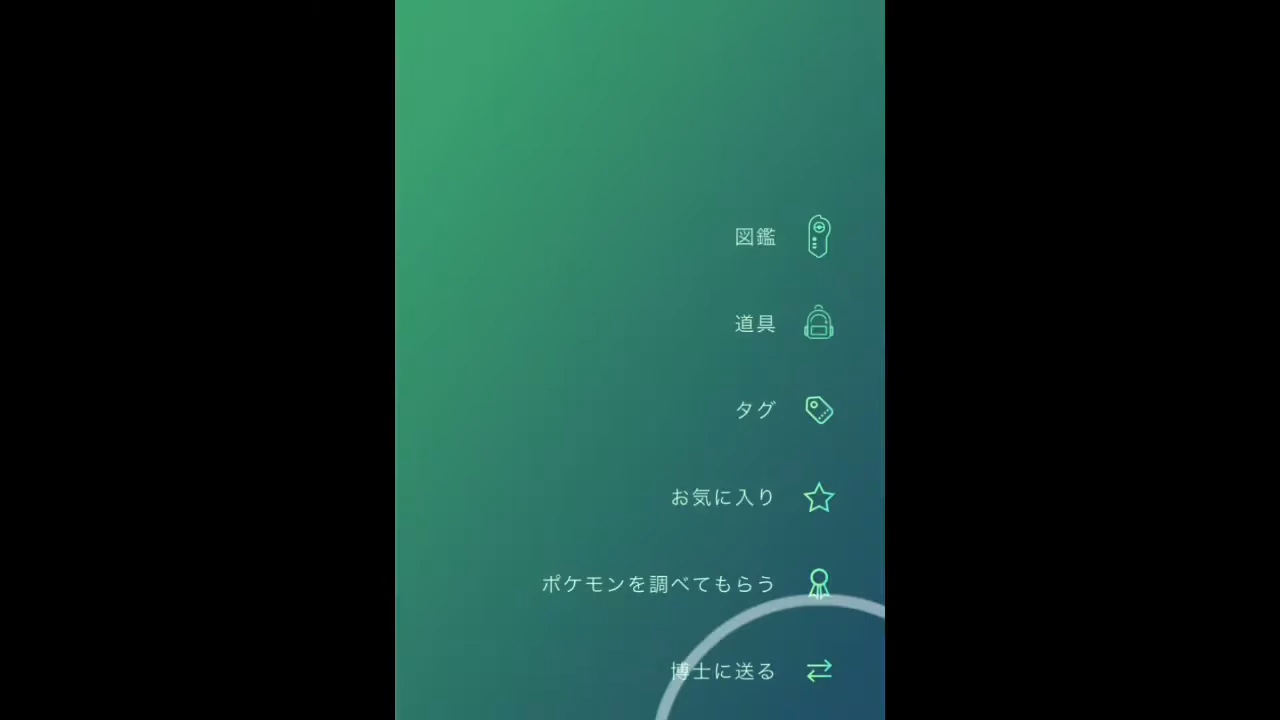 図鑑
道具
タグ
お気に入り
ポケモンを調べてもらう
博士に送る